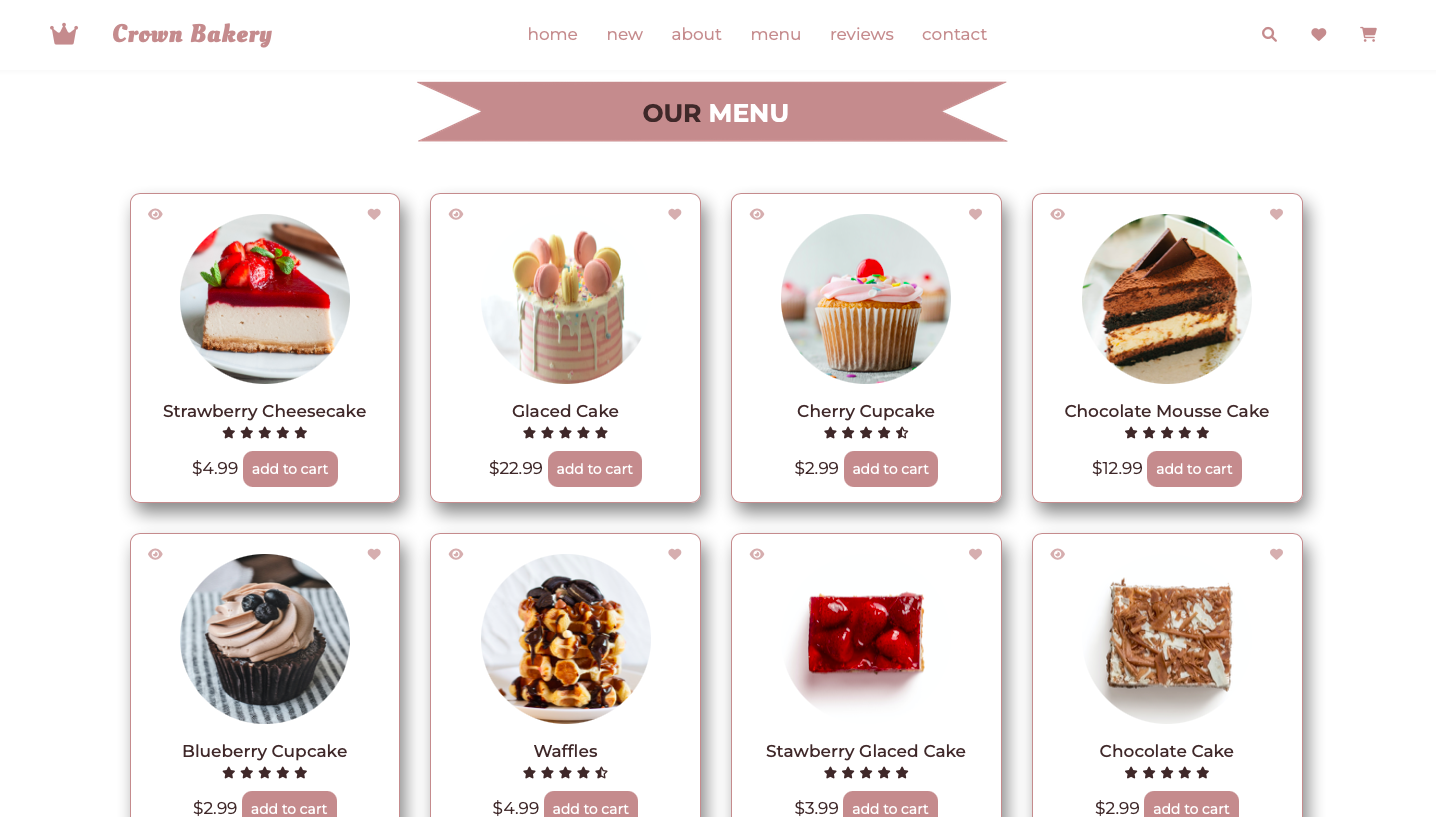 Crown Bakery
home new about menu reviews contact
OUR MENU
Strawberry Cheesecake
$4.99 add to cart
Glaced Cake
$22.99 add to cart
Cherry Cupcake
$2.99 add to cart
Chocolate Mousse Cake
$12.99 add to cart
Blueberry Cupcake
$2.99 add to cart
Waffles
$4.99 add to cart
Stawberry Glaced Cake
$3.99 add to cart
Chocolate Cake
$2.99 add to cart